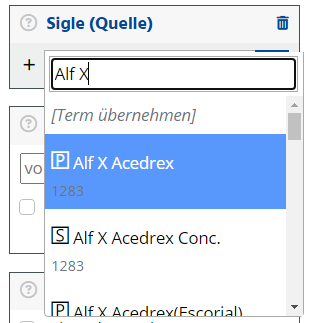 ? Sigle (Quelle)
+
Alf X
[Term übernehmen]
P Alf X Acedrex
1283
S Alf X Acedrex Conc.
1283
P Alf X Acedrex(Escorial)
?
vo
?